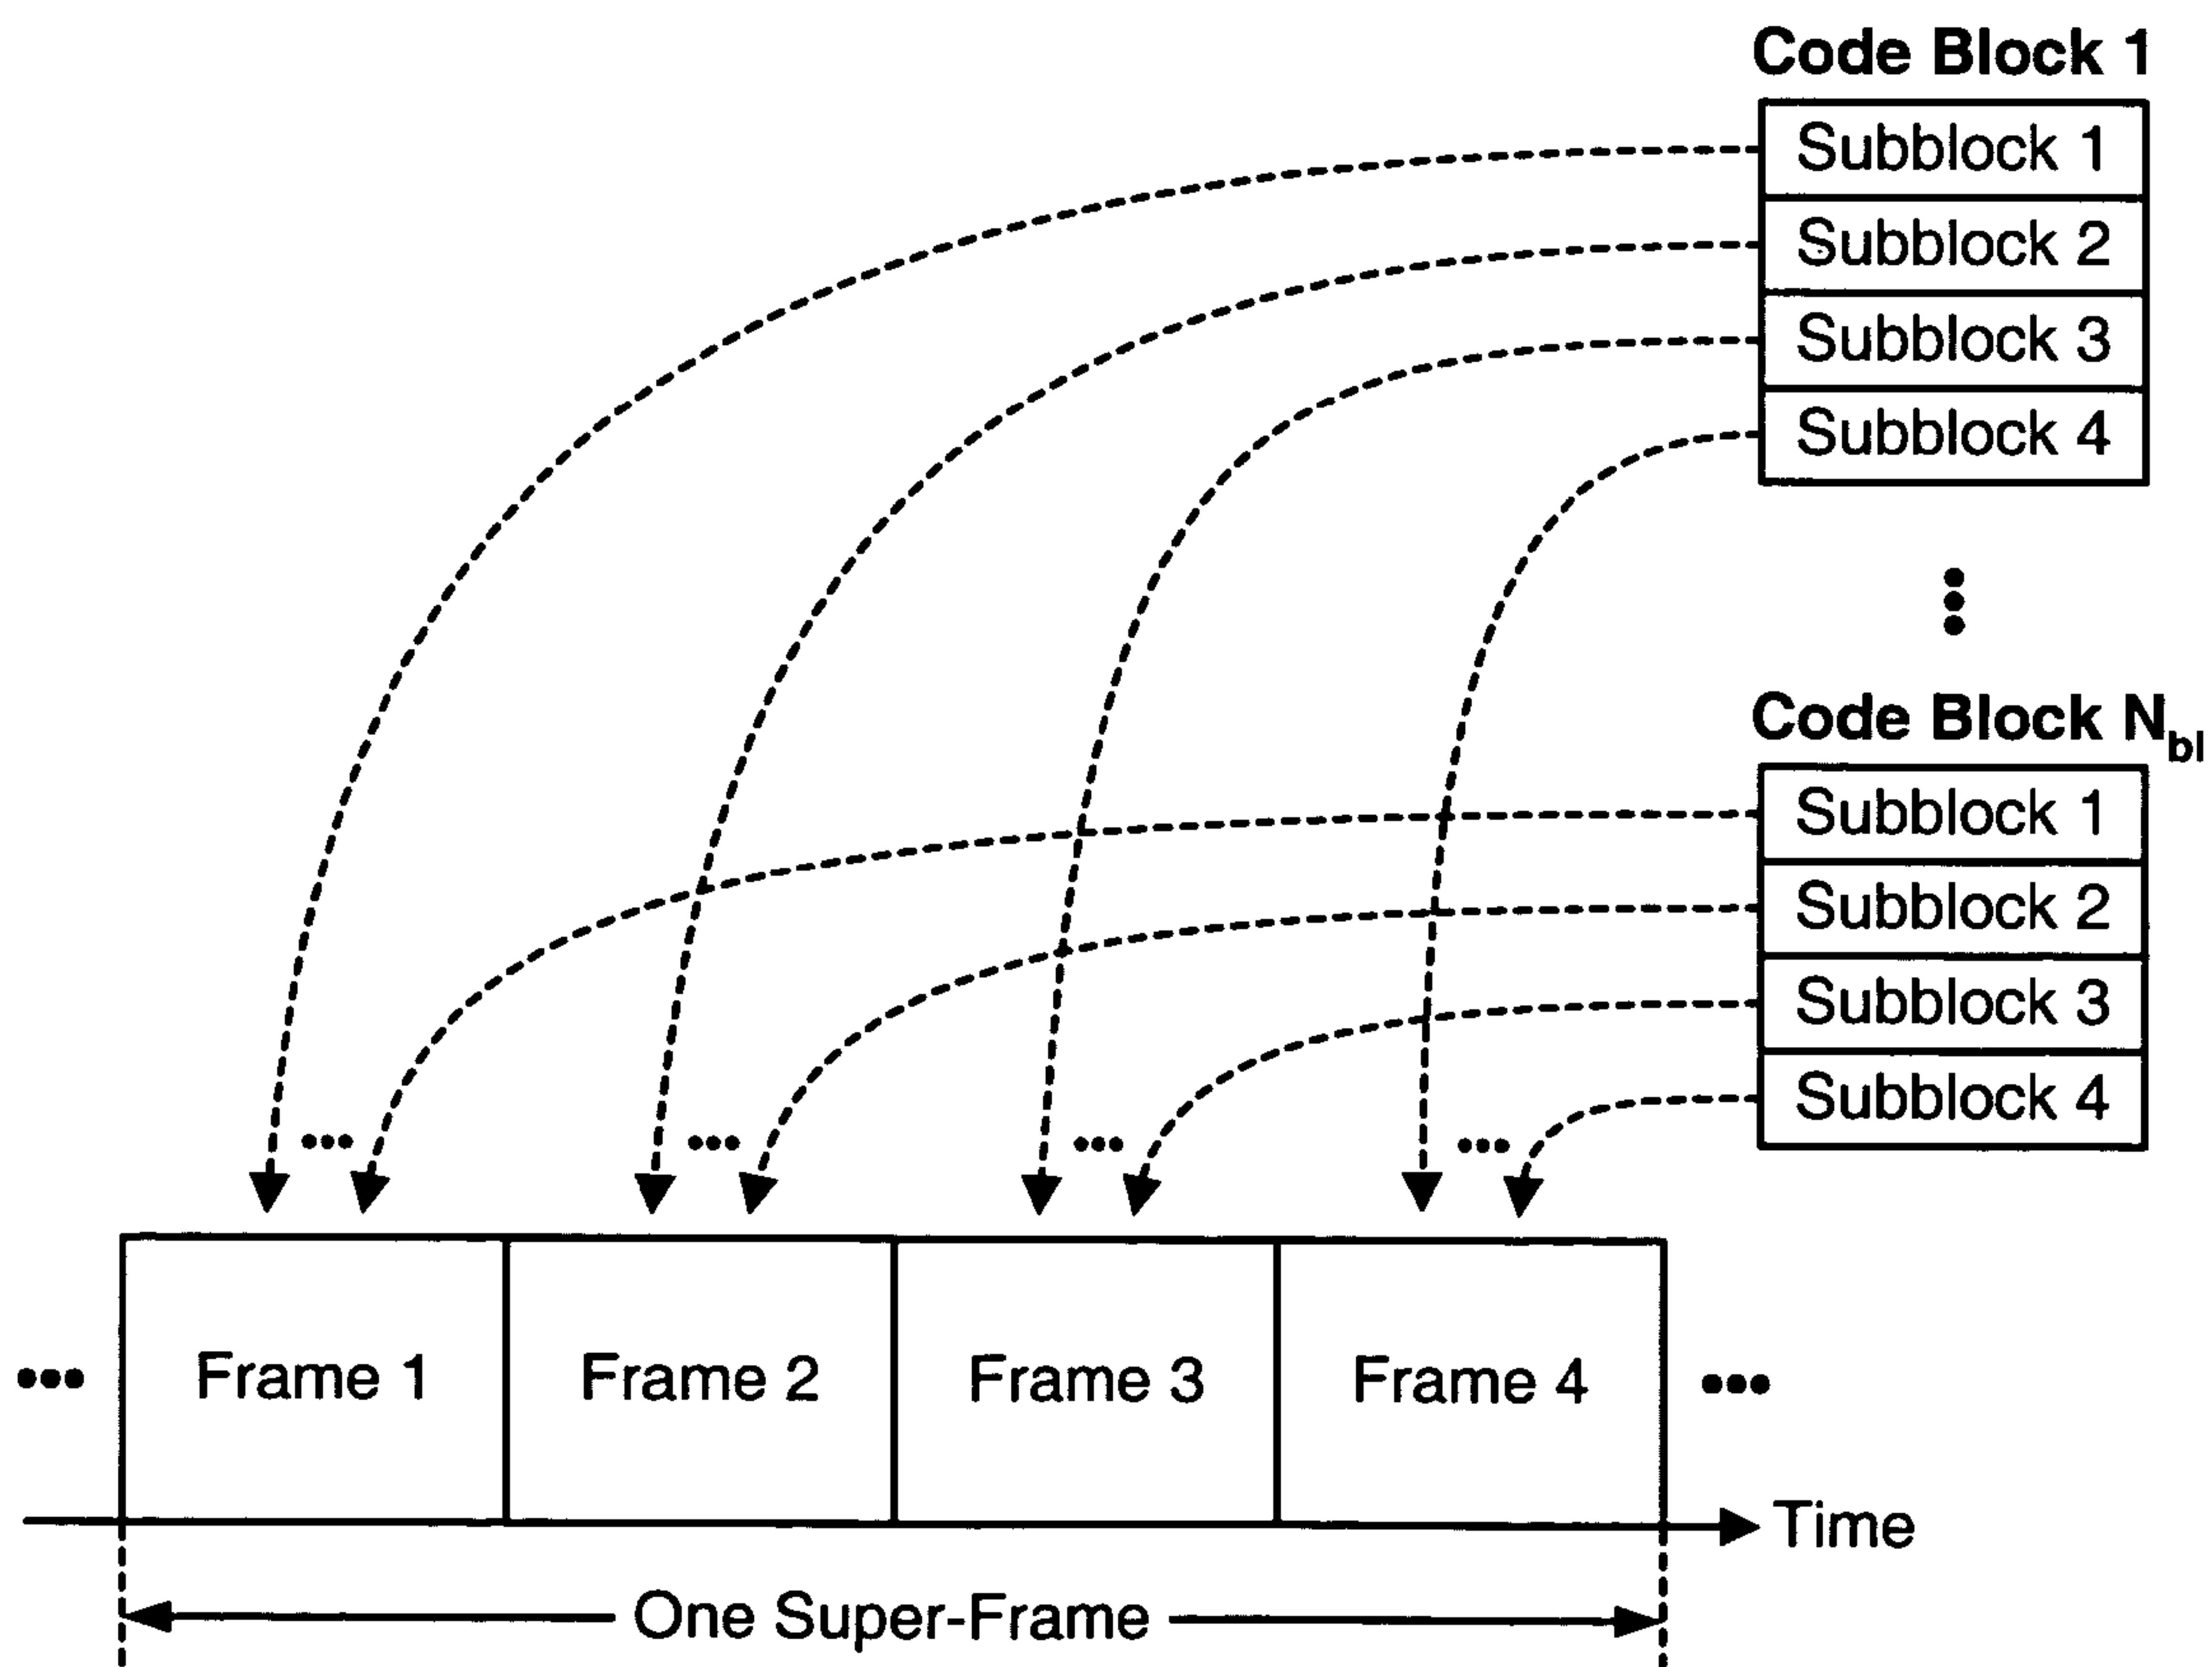 Code Block 1
Subblock 1
Subblock 2
Subblock 3
Subblock 4
Code Block N_bl
Subblock 1
Subblock 2
Subblock 3
Subblock 4
Frame 1
Frame 2
Frame 3
Frame 4
Time
One Super-Frame